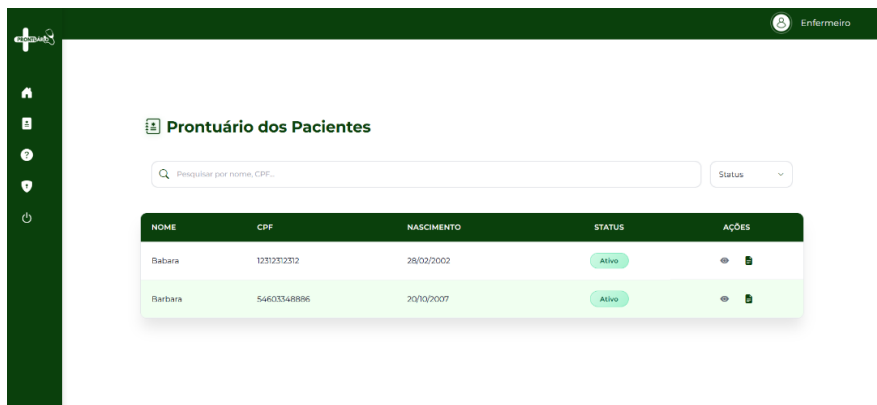 Enfermeiro
PRONTUÁRIO
Prontuário dos Pacientes
Pesquisar por nome, CPF...
Status
NOME CPF NASCIMENTO STATUS AÇÕES
Babara 12312312312 28/02/2002 Ativo
Barbara 54603348886 20/10/2007 Ativo